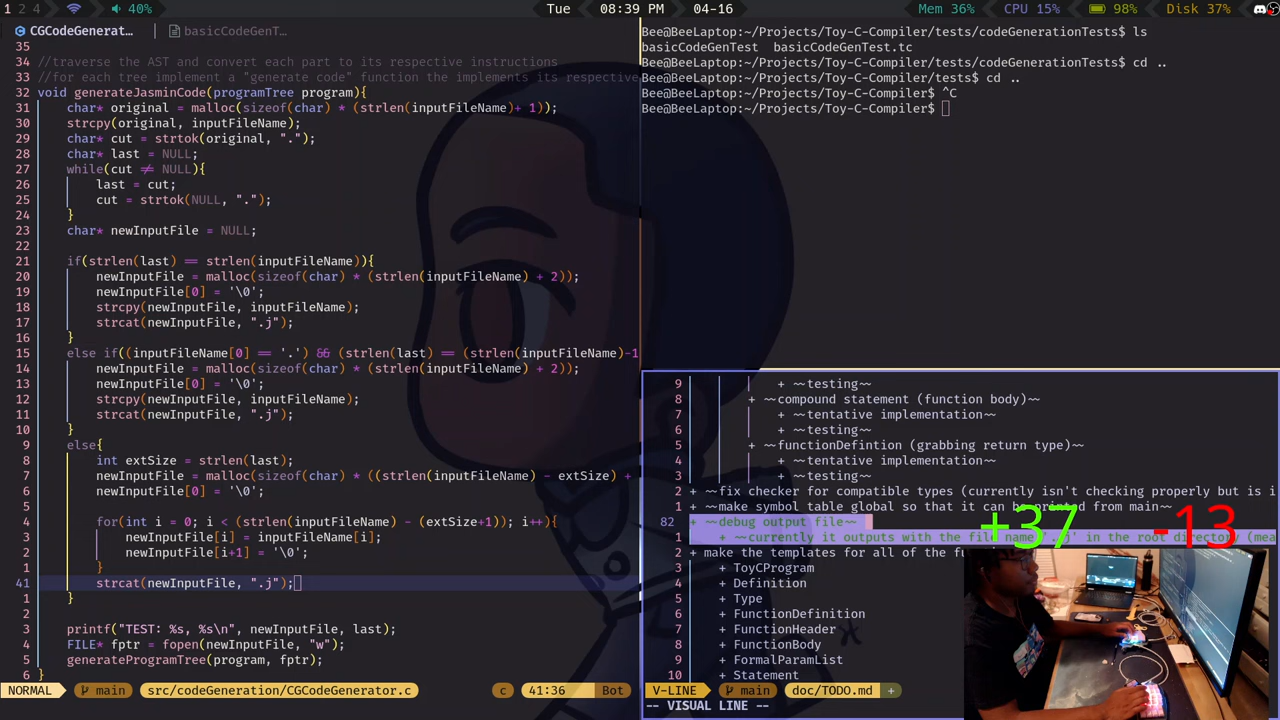 1 2 4 40% Tue 08:39 PM 04-16 Mem 36% CPU 15% 98% Disk 37%
CGCodeGenerat… basicCodeGenT…
35
34 //traverse the AST and convert each part to its respective instructions
33 //for each tree implement a "generate code" function the implements its respective
32 void generateJasminCode(programTree program){
31 char* original = malloc(sizeof(char) * (strlen(inputFileName)+ 1));
30 strcpy(original, inputFileName);
29 char* cut = strtok(original, ".");
28 char* last = NULL;
27 while(cut ≠ NULL){
26 last = cut;
25 cut = strtok(NULL, ".");
24 }
23 char* newInputFile = NULL;
22
21 if(strlen(last) == strlen(inputFileName)){
20 newInputFile = malloc(sizeof(char) * (strlen(inputFileName) + 2));
19 newInputFile[0] = '\0';
18 strcpy(newInputFile, inputFileName);
17 strcat(newInputFile, ".j");
16 }
15 else if((inputFileName[0] == '.') && (strlen(last) == (strlen(inputFileName)-1
14 newInputFile = malloc(sizeof(char) * (strlen(inputFileName) + 2));
13 newInputFile[0] = '\0';
12 strcpy(newInputFile, inputFileName);
11 strcat(newInputFile, ".j");
10 }
9 else{
8 int extSize = strlen(last);
7 newInputFile = malloc(sizeof(char) * ((strlen(inputFileName) - extSize) +
6 newInputFile[0] = '\0';
5
4 for(int i = 0; i < (strlen(inputFileName) - (extSize+1)); i++){
3 newInputFile[i] = inputFileName[i];
2 newInputFile[i+1] = '\0';
1 }
41 strcat(newInputFile, ".j");
1 }
2
3 printf("TEST: %s, %s\n", newInputFile, last);
4 FILE* fptr = fopen(newInputFile, "w");
5 generateProgramTree(program, fptr);
6 }
NORMAL main src/codeGeneration/CGCodeGenerator.c c 41:36 Bot
Bee@BeeLaptop:~/Projects/Toy-C-Compiler/tests/codeGenerationTests$ ls
basicCodeGenTest basicCodeGenTest.tc
Bee@BeeLaptop:~/Projects/Toy-C-Compiler/tests/codeGenerationTests$ cd ..
Bee@BeeLaptop:~/Projects/Toy-C-Compiler/tests$ cd ..
Bee@BeeLaptop:~/Projects/Toy-C-Compiler$ ^C
Bee@BeeLaptop:~/Projects/Toy-C-Compiler$
9 + ~~testing~~
8 + ~~compound statement (function body)~~
7 + ~~tentative implementation~~
6 + ~~testing~~
5 + ~~functionDefintion (grabbing return type)~~
4 + ~~tentative implementation~~
3 + ~~testing~~
2 + ~~fix checker for compatible types (currently isn't checking properly but is i
1 + ~~make symbol table global so that it can be printed from main~~
82 + ~~debug output file~~
1 + ~~currently it outputs with the file name in the root directory (mea
2 + make the templates for all of the
3 + ToyCProgram
4 + Definition
5 + Type
6 + FunctionDefinition
7 + FunctionHeader
8 + FunctionBody
9 + FormalParamList
10 + Statement
+37 -13
V-LINE main doc/TODO.md +
-- VISUAL LINE --